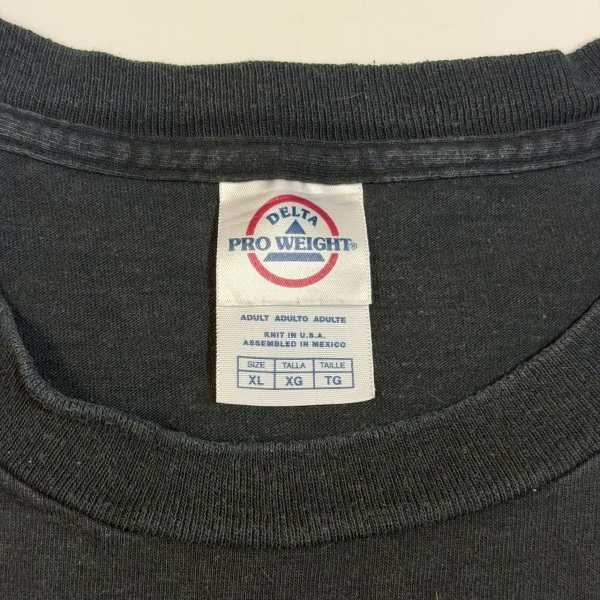 DELTA
PRO WEIGHT®
ADULT ADULTO ADULTE
KNIT IN U.S.A.
ASSEMBLED IN MEXICO
SIZE TALLA TAILLE
XL XG TG